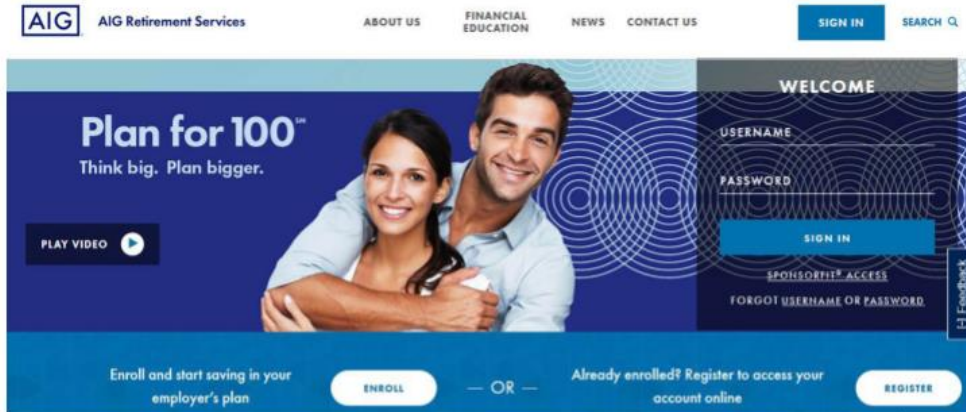 AIG AIG Retirement Services
ABOUT US
FINANCIAL
EDUCATION
NEWS
CONTACT US
SIGN IN
SEARCH
Plan for 100℠
Think big. Plan bigger.
PLAY VIDEO
WELCOME
USERNAME
PASSWORD
SIGN IN
SPONSORFIT® ACCESS
FORGOT USERNAME OR PASSWORD
[-] Feedback
Enroll and start saving in your
employer's plan
ENROLL
— OR —
Already enrolled? Register to access your
account online
REGISTER